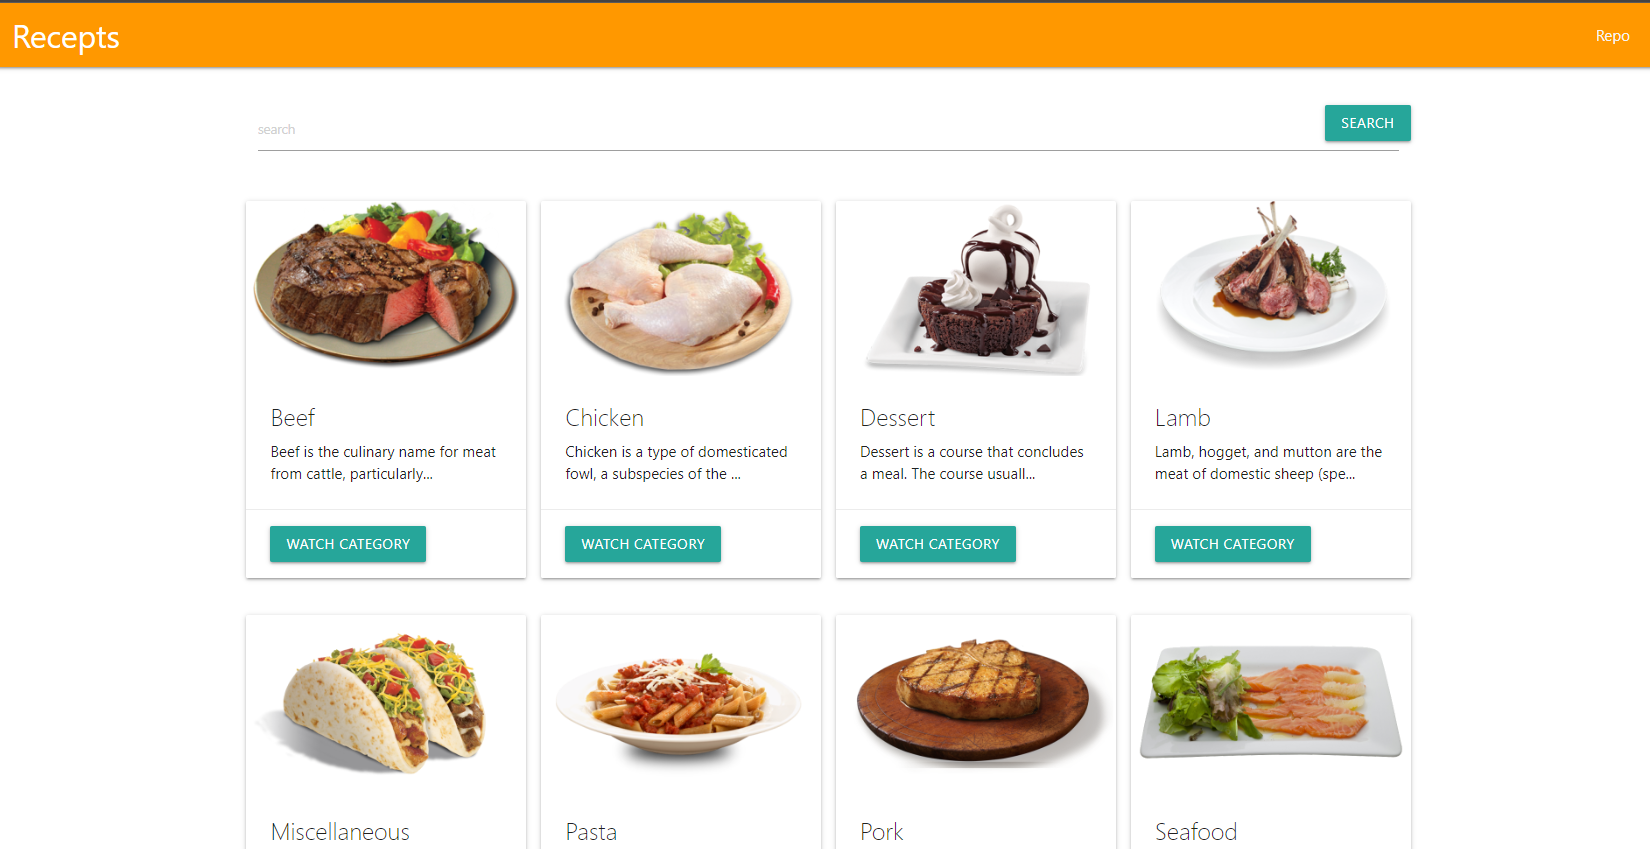 Recepts
Repo
search
SEARCH
Beef
Beef is the culinary name for meat
from cattle, particularly...
WATCH CATEGORY
Chicken
Chicken is a type of domesticated
fowl, a subspecies of the ...
WATCH CATEGORY
Dessert
Dessert is a course that concludes
a meal. The course usuall...
WATCH CATEGORY
Lamb
Lamb, hogget, and mutton are the
meat of domestic sheep (spe...
WATCH CATEGORY
Miscellaneous
Pasta
Pork
Seafood